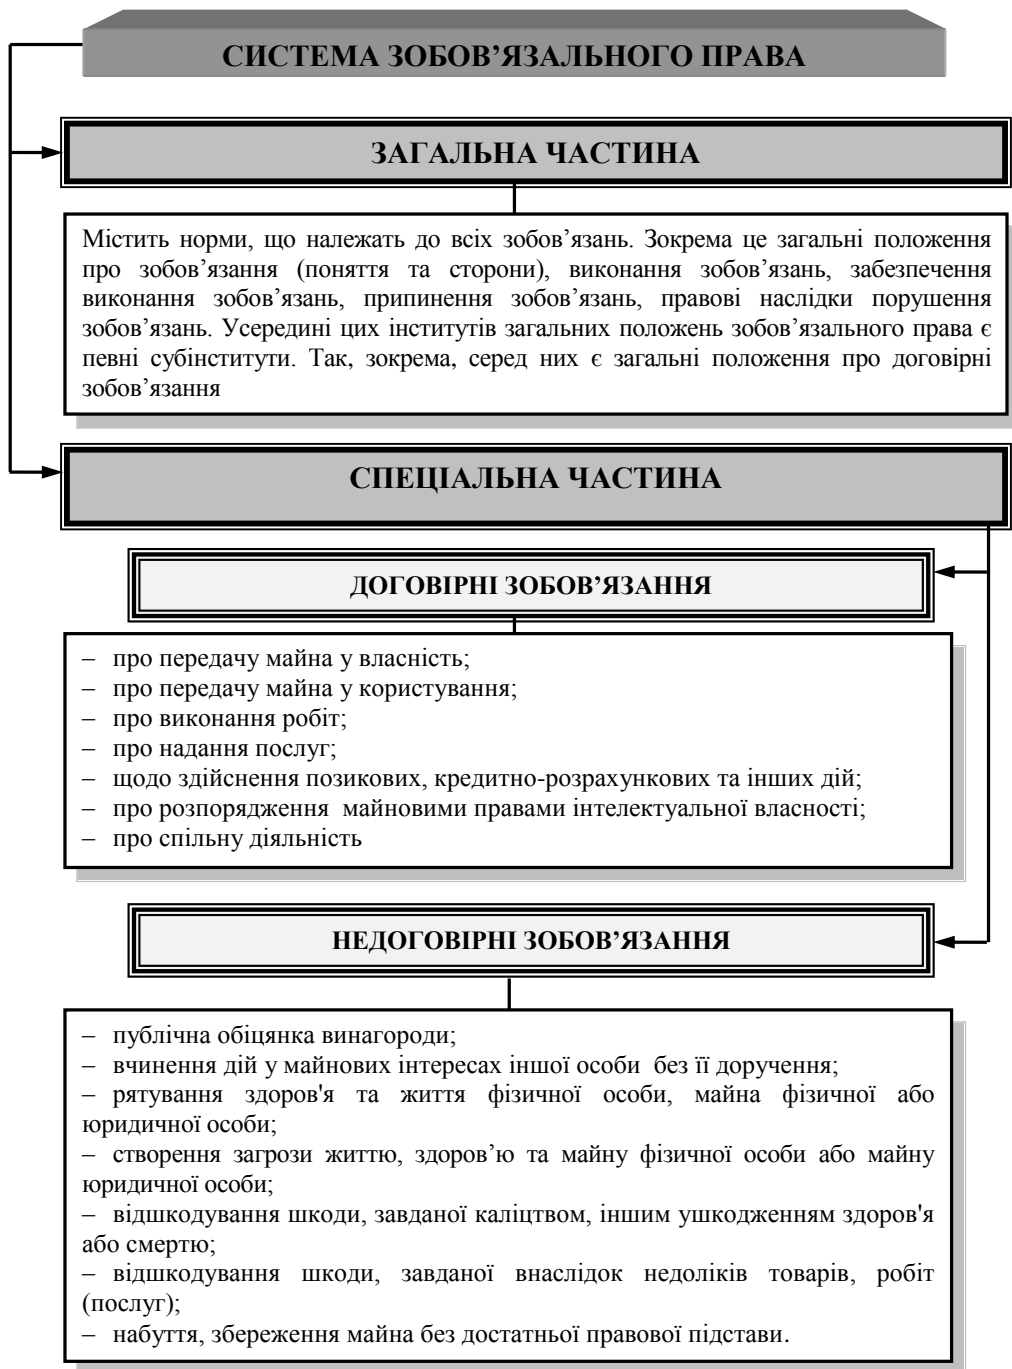 СИСТЕМА ЗОБОВ’ЯЗАЛЬНОГО ПРАВА
ЗАГАЛЬНА ЧАСТИНА
Містить норми, що належать до всіх зобов’язань. Зокрема це загальні положення
про зобов’язання (поняття та сторони), виконання зобов’язань, забезпечення
виконання зобов’язань, припинення зобов’язань, правові наслідки порушення
зобов’язань. Усередині цих інститутів загальних положень зобов’язального права є
певні субінститути. Так, зокрема, серед них є загальні положення про договірні
зобов’язання
СПЕЦІАЛЬНА ЧАСТИНА
ДОГОВІРНІ ЗОБОВ’ЯЗАННЯ
– про передачу майна у власність;
– про передачу майна у користування;
– про виконання робіт;
– про надання послуг;
– щодо здійснення позикових, кредитно-розрахункових та інших дій;
– про розпорядження майновими правами інтелектуальної власності;
– про спільну діяльність
НЕДОГОВІРНІ ЗОБОВ’ЯЗАННЯ
– публічна обіцянка винагороди;
– вчинення дій у майнових інтересах іншої особи без її доручення;
– рятування здоров'я та життя фізичної особи, майна фізичної або
юридичної особи;
– створення загрози життю, здоров’ю та майну фізичної особи або майну
юридичної особи;
– відшкодування шкоди, завданої каліцтвом, іншим ушкодженням здоров'я
або смертю;
– відшкодування шкоди, завданої внаслідок недоліків товарів, робіт
(послуг);
– набуття, збереження майна без достатньої правової підстави.